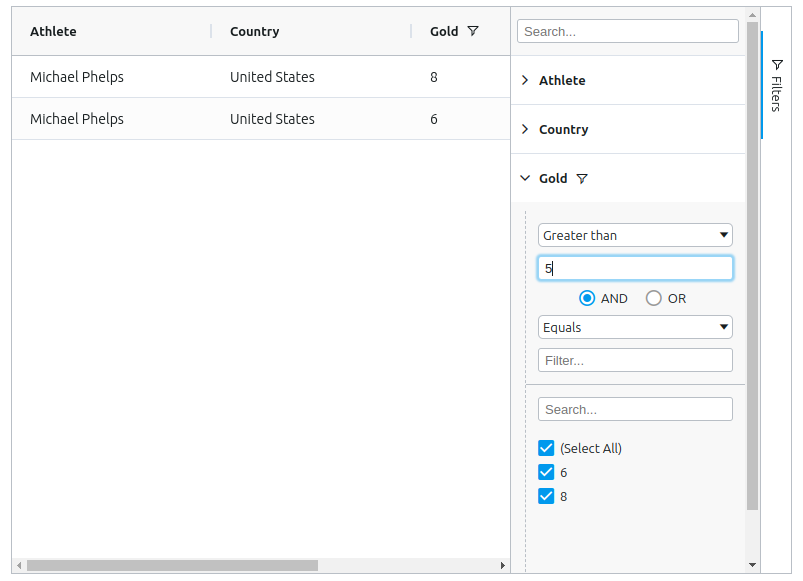 Athlete Country Gold
Michael Phelps United States 8
Michael Phelps United States 6
Search...
Athlete
Country
Gold
Greater than
5
AND OR
Equals
Filter...
Search...
(Select All)
6
8
Filters